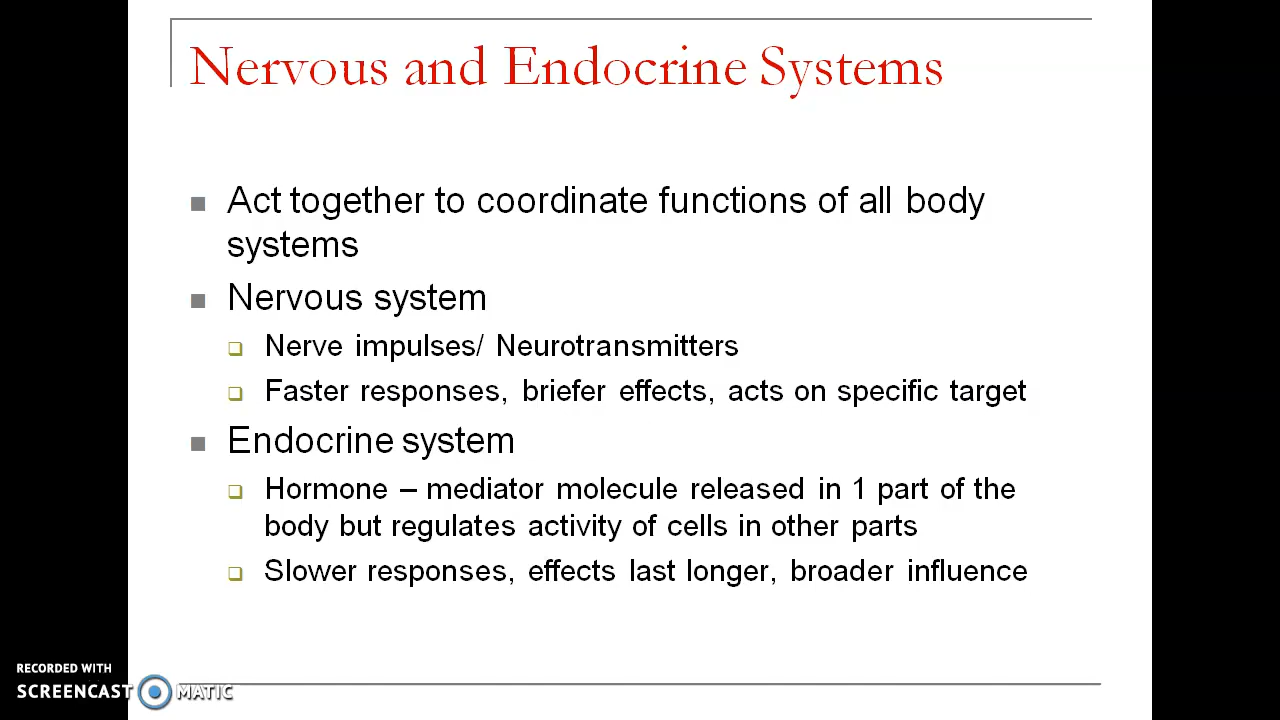 Nervous and Endocrine Systems
Act together to coordinate functions of all body
systems
Nervous system
Nerve impulses/ Neurotransmitters
Faster responses, briefer effects, acts on specific target
Endocrine system
Hormone – mediator molecule released in 1 part of the
body but regulates activity of cells in other parts
Slower responses, effects last longer, broader influence
RECORDED WITH
SCREENCAST MATIC